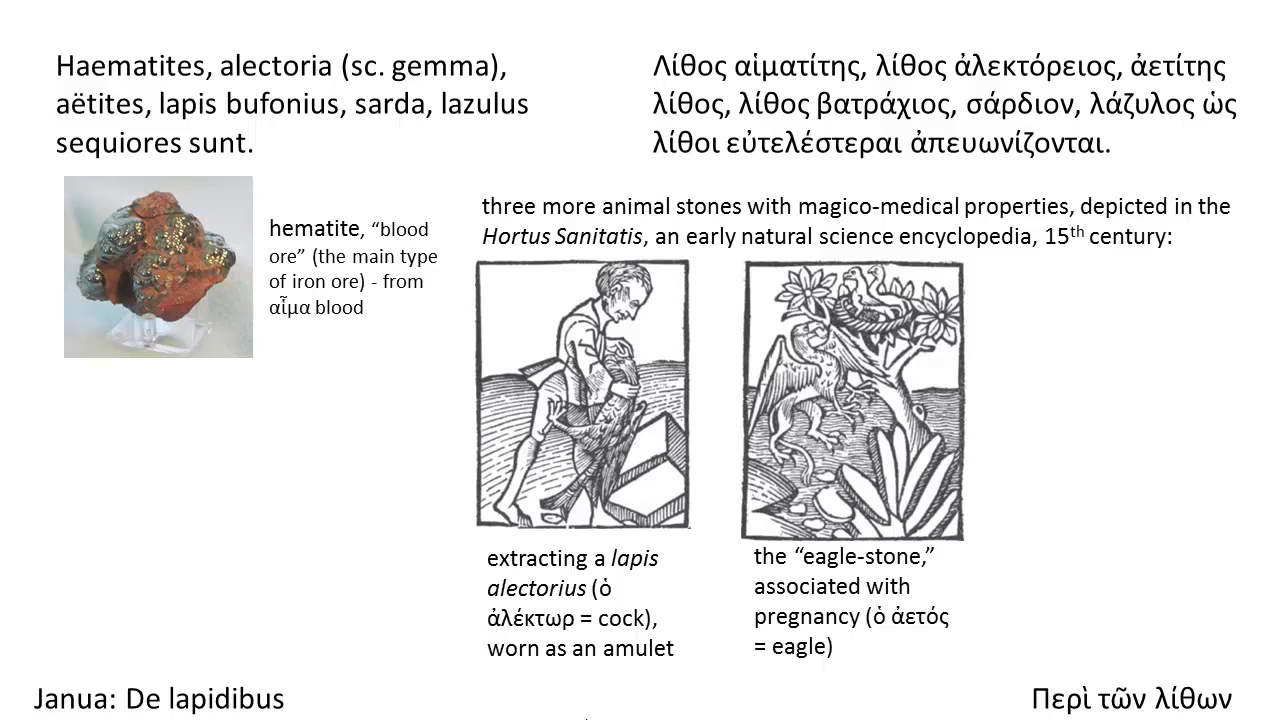 Haematites, alectoria (sc. gemma),
aëtites, lapis bufonius, sarda, lazulus
sequiores sunt.
Λίθος αἱματίτης, λίθος ἀλεκτόρειος, ἀετίτης
λίθος, λίθος βατράχιος, σάρδιον, λάζυλος ὡς
λίθοι εὐτελέστεραι ἀπευωνίζονται.
hematite, “blood
ore” (the main type
of iron ore) - from
αἷμα blood
three more animal stones with magico-medical properties, depicted in the
Hortus Sanitatis, an early natural science encyclopedia, 15th century:
extracting a lapis
alectorius (ὁ
ἀλέκτωρ = cock),
worn as an amulet
the “eagle-stone,”
associated with
pregnancy (ὁ ἀετός
= eagle)
Janua: De lapidibus
Περὶ τῶν λίθων